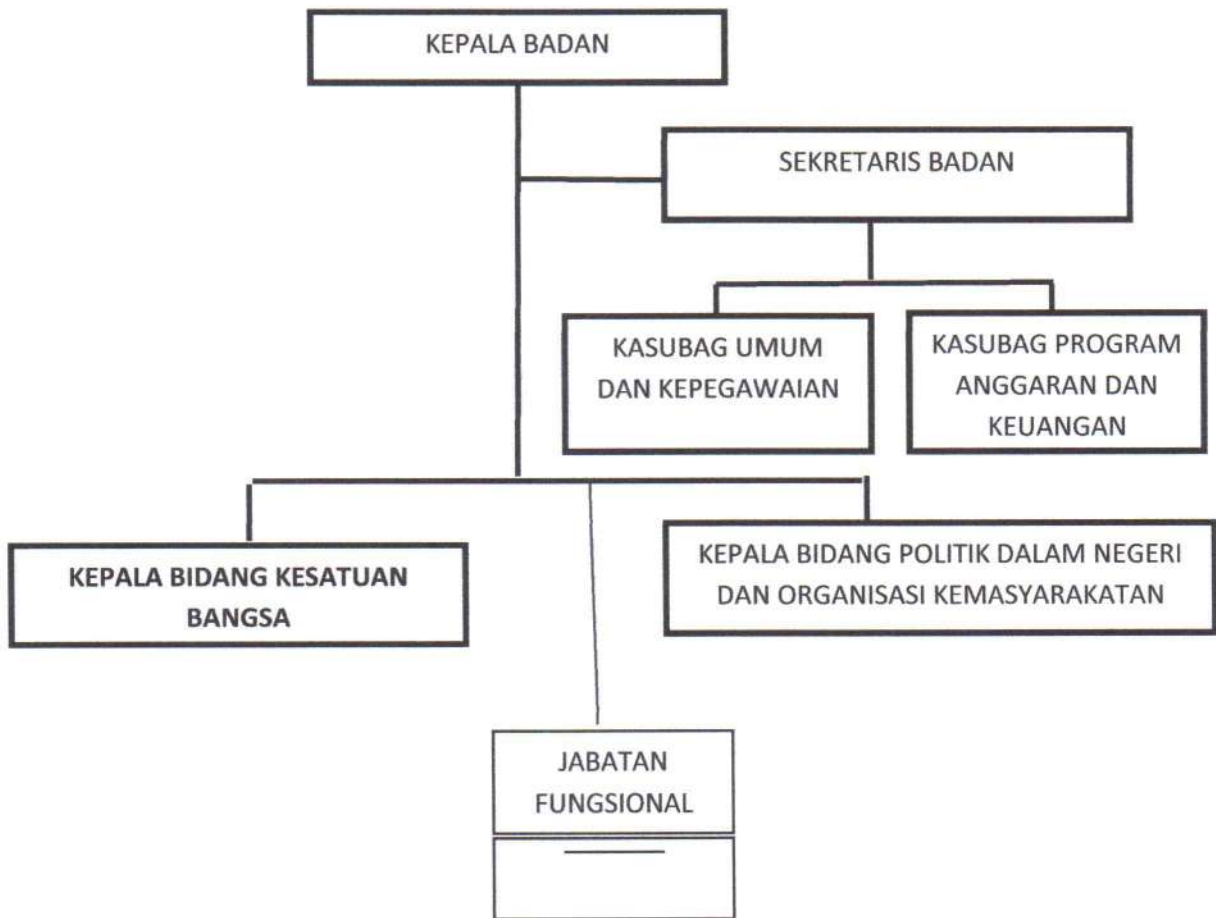 KEPALA BADAN
SEKRETARIS BADAN
KASUBAG UMUM
DAN KEPEGAWAIAN
KASUBAG PROGRAM
ANGGARAN DAN
KEUANGAN
KEPALA BIDANG KESATUAN
BANGSA
KEPALA BIDANG POLITIK DALAM NEGERI
DAN ORGANISASI KEMASYARAKATAN
JABATAN
FUNGSIONAL